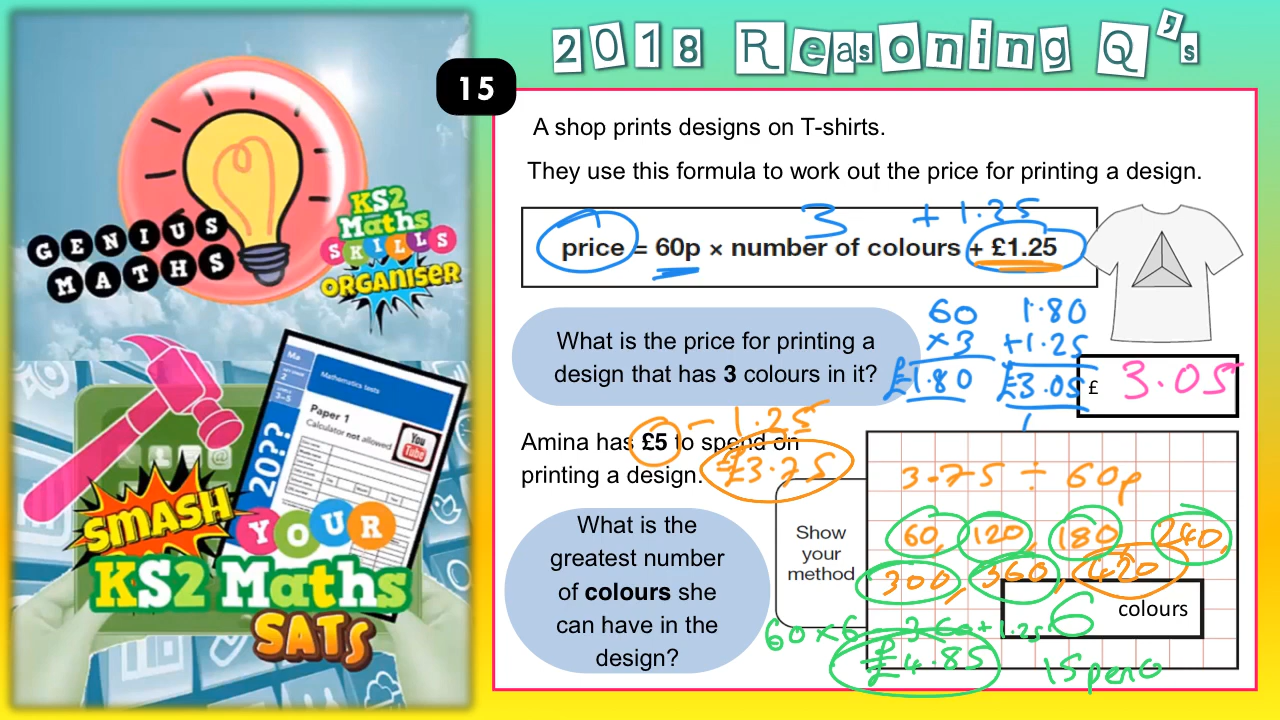 2018 Reasoning Q's
15
GENIUS
MATHS
KS2
Maths
SKILLS
ORGANISER
Ma
Mathematics tests
Paper 1
Calculator not allowed
You
Tube
20??
SMASH
YOUR
KS2 Maths
SATs
A shop prints designs on T-shirts.
They use this formula to work out the price for printing a design.
3 + 1.25
price = 60p × number of colours + £1.25
What is the price for printing a
design that has 3 colours in it?
60
×3
£1.80
1.80
+1.25
£3.05
1
£ 3.05
Amina has £5 to spend on
printing a design.
- 1.25
£3.75
What is the
greatest number
of colours she
can have in the
design?
Show
your
method
3.75 ÷ 60p
60, 120, 180, 240,
300, 360, 420
6 colours
60×6 = 360 + 1.25
£4.85